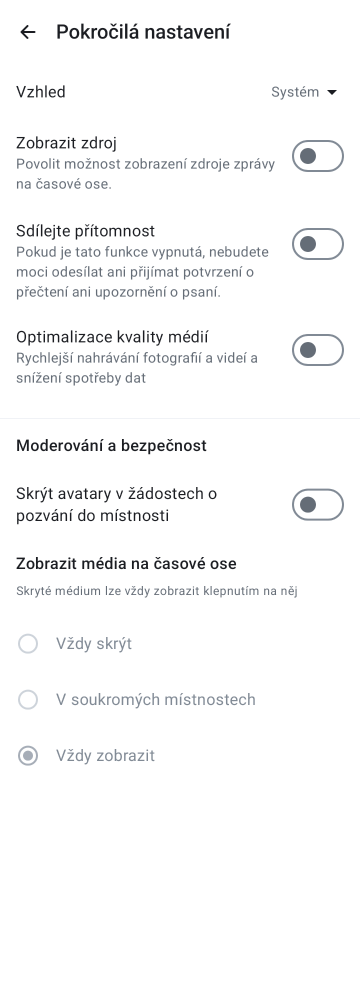 Pokročilá nastavení
Vzhled
Systém
Zobrazit zdroj
Povolit možnost zobrazení zdroje zprávy
na časové ose.
Sdílejte přítomnost
Pokud je tato funkce vypnutá, nebudete
moci odesílat ani přijímat potvrzení o
přečtení ani upozornění o psaní.
Optimalizace kvality médií
Rychlejší nahrávání fotografií a videí a
snížení spotřeby dat
Moderování a bezpečnost
Skrýt avatary v žádostech o
pozvání do místnosti
Zobrazit média na časové ose
Skryté médium lze vždy zobrazit klepnutím na něj
Vždy skrýt
V soukromých místnostech
Vždy zobrazit